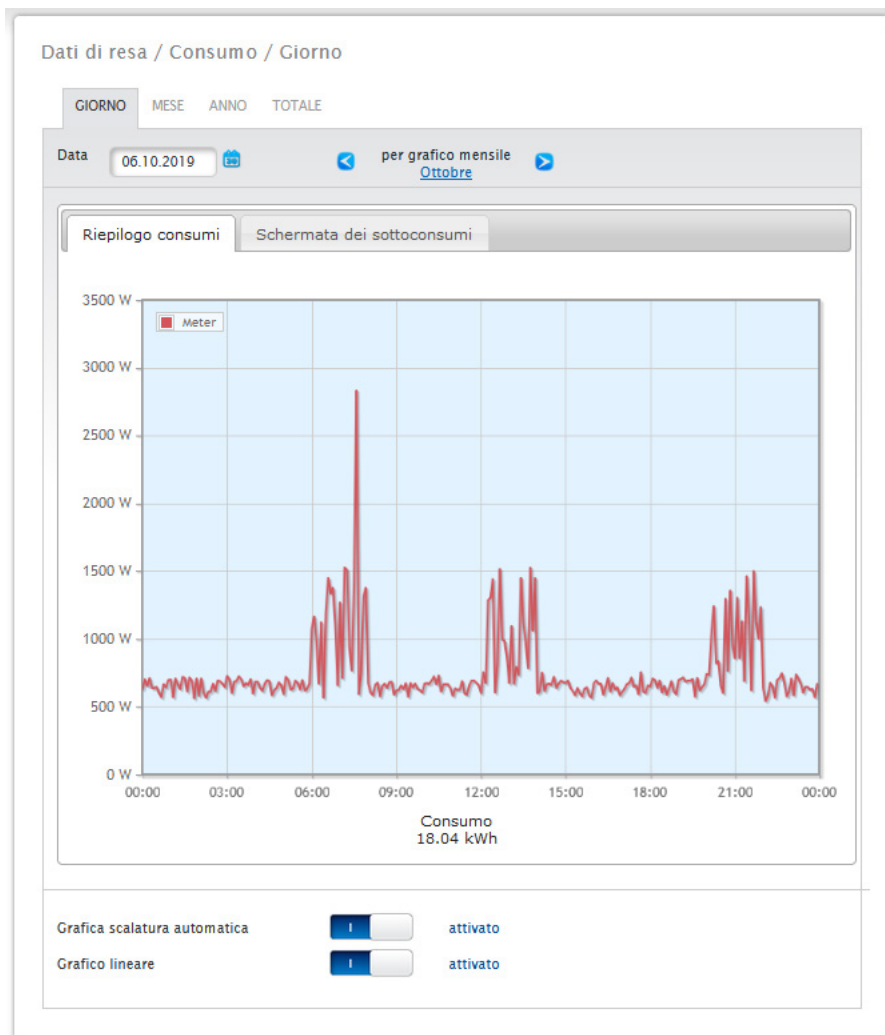 Dati di resa / Consumo / Giorno
GIORNO MESE ANNO TOTALE
Data 06.10.2019 per grafico mensile
Ottobre
Riepilogo consumi Schermata dei sottoconsumi
3500 W
Meter
3000 W
2500 W
2000 W
1500 W
1000 W
500 W
0 W
00:00 03:00 06:00 09:00 12:00 15:00 18:00 21:00 00:00
Consumo
18.04 kWh
Grafica scalatura automatica I attivato
Grafico lineare I attivato